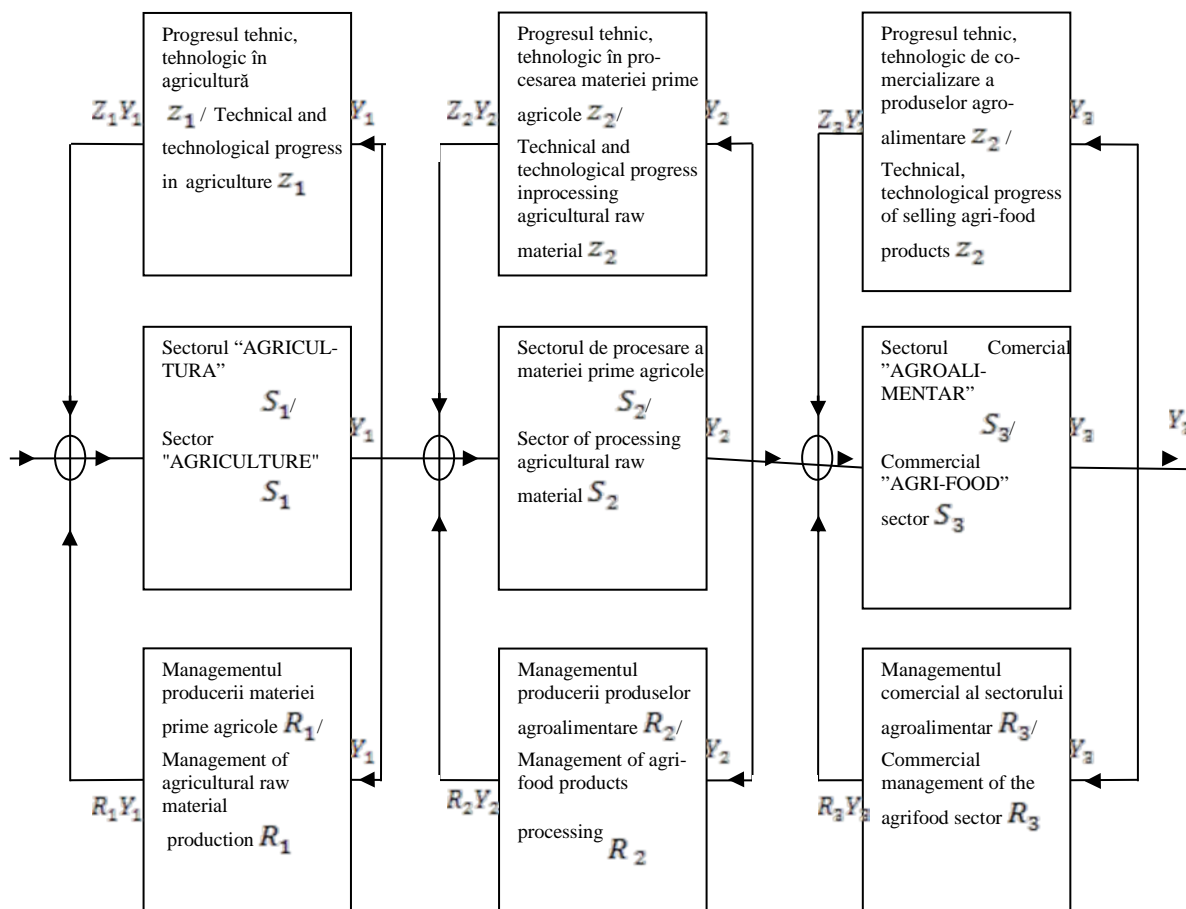 Progresul tehnic,
tehnologic în
agricultură
z₁ / Technical and
technological progress
in agriculture z₁
Z₁Y₁
Y₁
Progresul tehnic,
tehnologic în pro-
cesarea materiei prime
agricole z₂/
Technical and
technological progress
inprocessing
agricultural raw
material z₂
Z₂Y₂
Y₂
Progresul tehnic,
tehnologic de co-
mercializare a
produselor agro-
alimentare z₂ /
Technical,
technological progress
of selling agri-food
products z₂
Y₃
Sectorul “AGRICUL-
TURA”
S₁/
Sector
"AGRICULTURE"
S₁
Y₁
Sectorul de procesare a
materiei prime agricole
S₂/
Sector of processing
agricultural raw
material S₂
Y₂
Sectorul Comercial
”AGROALI-
MENTAR”
S₃/
Commercial
”AGRI-FOOD”
sector S₃
Y₃
Managementul
producerii materiei
prime agricole R₁/
Management of
agricultural raw
material
production R₁
Y₁
R₁Y₁
Managementul
producerii produselor
agroalimentare R₂/
Management of agri-
food products
processing R₂
Y₂
R₂Y₂
Managementul
comercial al sectorului
agroalimentar R₃/
Commercial
management of the
agrifood sector R₃
Y₃
R₃Y₃